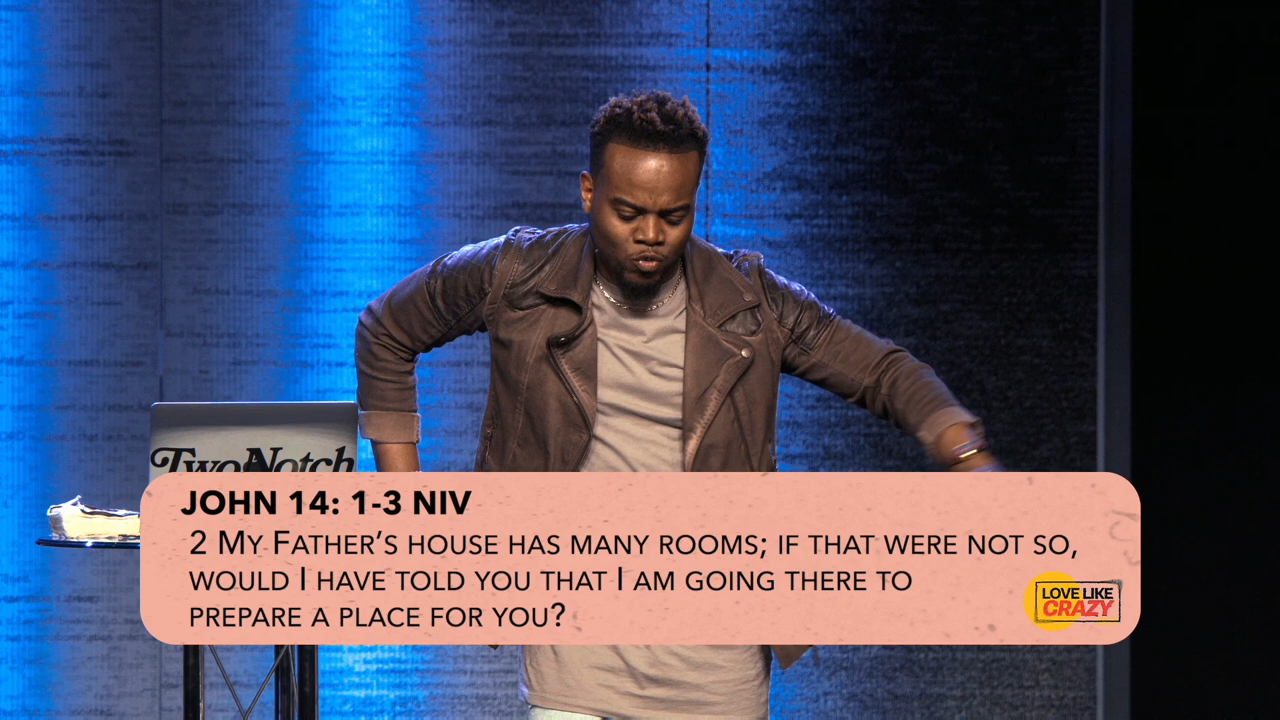 TwoNotch
JOHN 14: 1-3 NIV
2 MY FATHER'S HOUSE HAS MANY ROOMS; IF THAT WERE NOT SO,
WOULD I HAVE TOLD YOU THAT I AM GOING THERE TO
PREPARE A PLACE FOR YOU?
LOVE LIKE
CRAZY